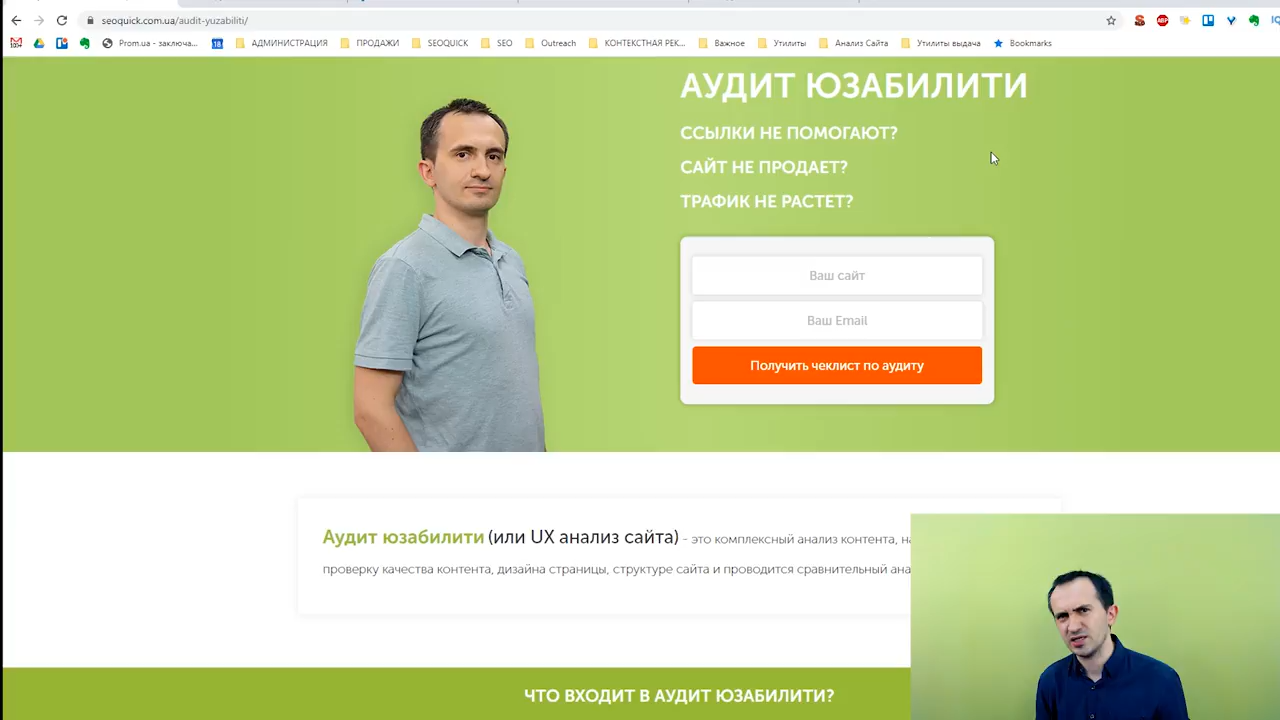 seoquick.com.ua/audit-yuzabiliti/
Prom.ua - заключа...
18
АДМИНИСТРАЦИЯ
ПРОДАЖИ
SEOQUICK
SEO
Outreach
КОНТЕКСТНАЯ РЕК...
Важное
Утилиты
Анализ Сайта
Утилиты выдача
Bookmarks
ABP
АУДИТ ЮЗАБИЛИТИ
ССЫЛКИ НЕ ПОМОГАЮТ?
САЙТ НЕ ПРОДАЕТ?
ТРАФИК НЕ РАСТЕТ?
Ваш сайт
Ваш Email
Получить чеклист по аудиту
Аудит юзабилити (или UX анализ сайта) - это комплексный анализ контента,
проверку качества контента, дизайна страницы, структуре сайта и проводится сравнительный
ЧТО ВХОДИТ В АУДИТ ЮЗАБИЛИТИ?